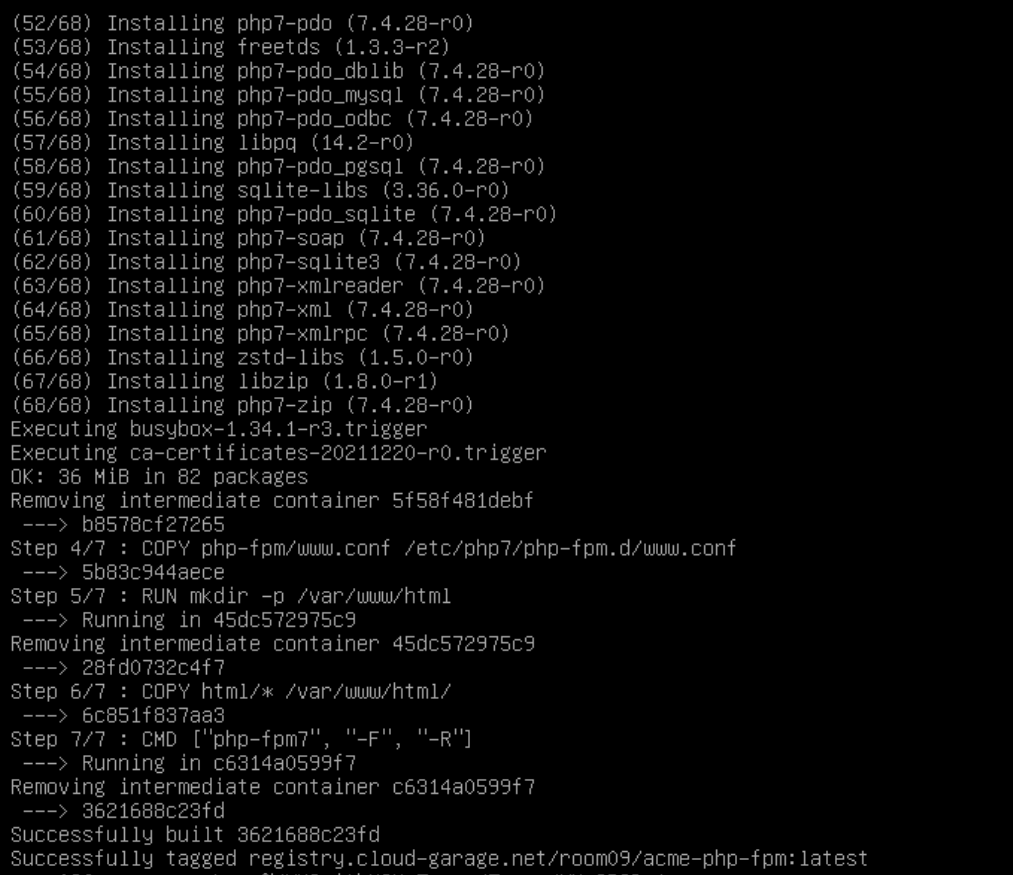 (52/68) Installing php7-pdo (7.4.28-r0)
(53/68) Installing freetds (1.3.3-r2)
(54/68) Installing php7-pdo_dblib (7.4.28-r0)
(55/68) Installing php7-pdo_mysql (7.4.28-r0)
(56/68) Installing php7-pdo_odbc (7.4.28-r0)
(57/68) Installing libpq (14.2-r0)
(58/68) Installing php7-pdo_pgsql (7.4.28-r0)
(59/68) Installing sqlite-libs (3.36.0-r0)
(60/68) Installing php7-pdo_sqlite (7.4.28-r0)
(61/68) Installing php7-soap (7.4.28-r0)
(62/68) Installing php7-sqlite3 (7.4.28-r0)
(63/68) Installing php7-xmlreader (7.4.28-r0)
(64/68) Installing php7-xml (7.4.28-r0)
(65/68) Installing php7-xmlrpc (7.4.28-r0)
(66/68) Installing zstd-libs (1.5.0-r0)
(67/68) Installing libzip (1.8.0-r1)
(68/68) Installing php7-zip (7.4.28-r0)
Executing busybox-1.34.1-r3.trigger
Executing ca-certificates-20211220-r0.trigger
OK: 36 MiB in 82 packages
Removing intermediate container 5f58f481debf
 ---> b8578cf27265
Step 4/7 : COPY php-fpm/www.conf /etc/php7/php-fpm.d/www.conf
 ---> 5b83c944aece
Step 5/7 : RUN mkdir -p /var/www/html
 ---> Running in 45dc572975c9
Removing intermediate container 45dc572975c9
 ---> 28fd0732c4f7
Step 6/7 : COPY html/* /var/www/html/
 ---> 6c851f837aa3
Step 7/7 : CMD ["php-fpm7", "-F", "-R"]
 ---> Running in c6314a0599f7
Removing intermediate container c6314a0599f7
 ---> 3621688c23fd
Successfully built 3621688c23fd
Successfully tagged registry.cloud-garage.net/room09/acme-php-fpm:latest